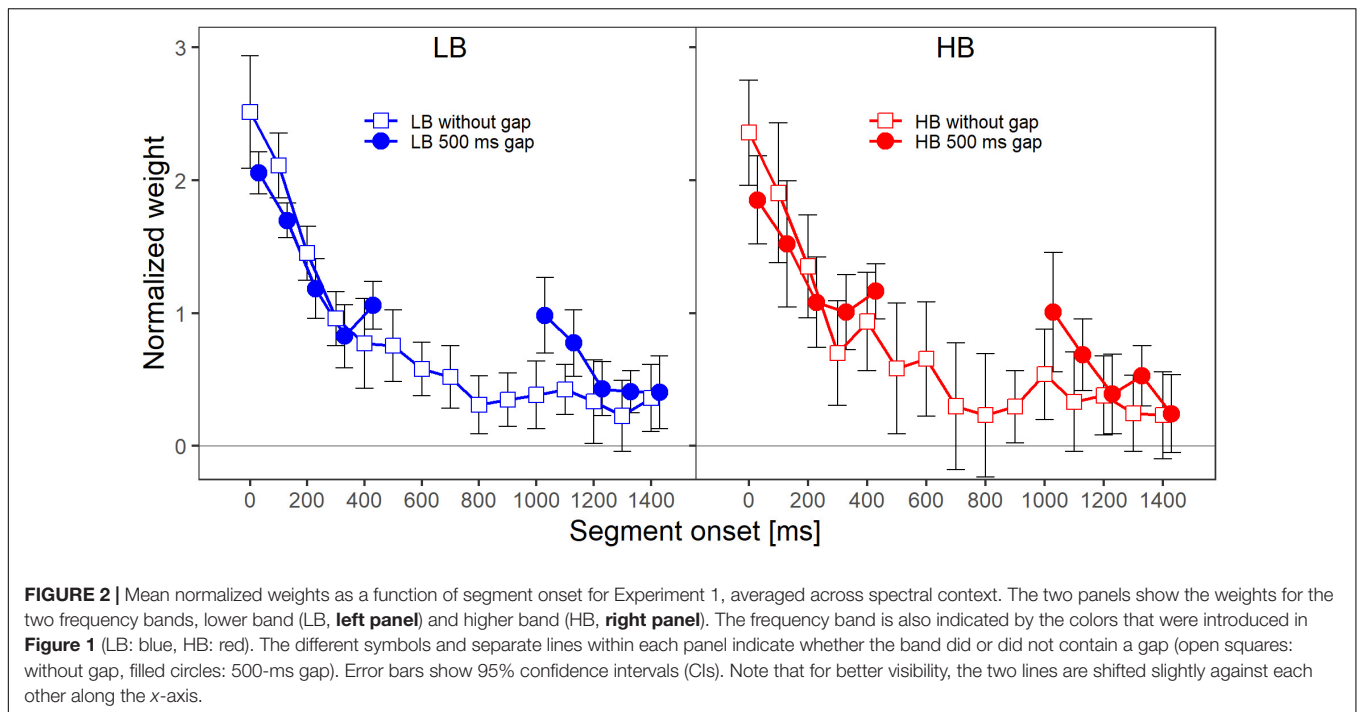 LB
HB
3
2
1
0
Normalized weight
LB without gap
LB 500 ms gap
HB without gap
HB 500 ms gap
0 200 400 600 800 1000 1200 1400
0 200 400 600 800 1000 1200 1400
Segment onset [ms]
FIGURE 2 | Mean normalized weights as a function of segment onset for Experiment 1, averaged across spectral context. The two panels show the weights for the
two frequency bands, lower band (LB, left panel) and higher band (HB, right panel). The frequency band is also indicated by the colors that were introduced in
Figure 1 (LB: blue, HB: red). The different symbols and separate lines within each panel indicate whether the band did or did not contain a gap (open squares:
without gap, filled circles: 500-ms gap). Error bars show 95% confidence intervals (CIs). Note that for better visibility, the two lines are shifted slightly against each
other along the x-axis.